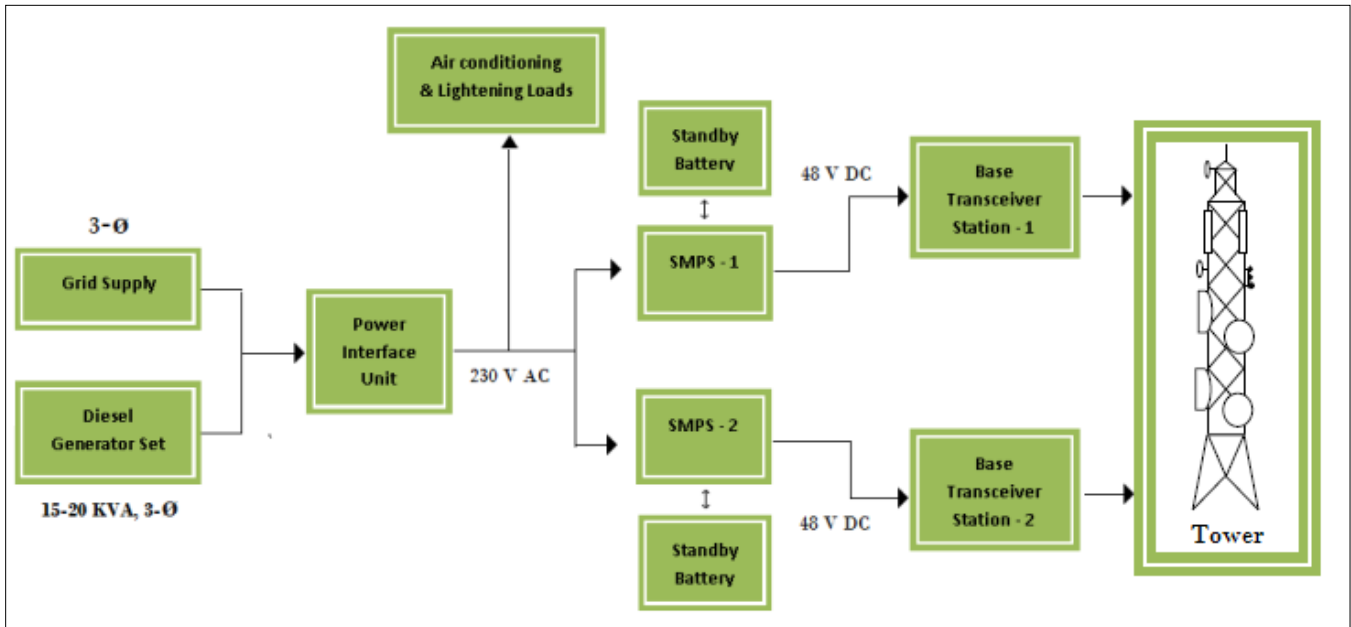 Air conditioning
& Lightening Loads
Standby
Battery
48 V DC
Base
Transceiver
Station - 1
3-Ø
Grid Supply
SMPS - 1
Power
Interface
Unit
230 V AC
Diesel
Generator Set
15-20 KVA, 3-Ø
SMPS - 2
48 V DC
Base
Transceiver
Station - 2
Standby
Battery
Tower